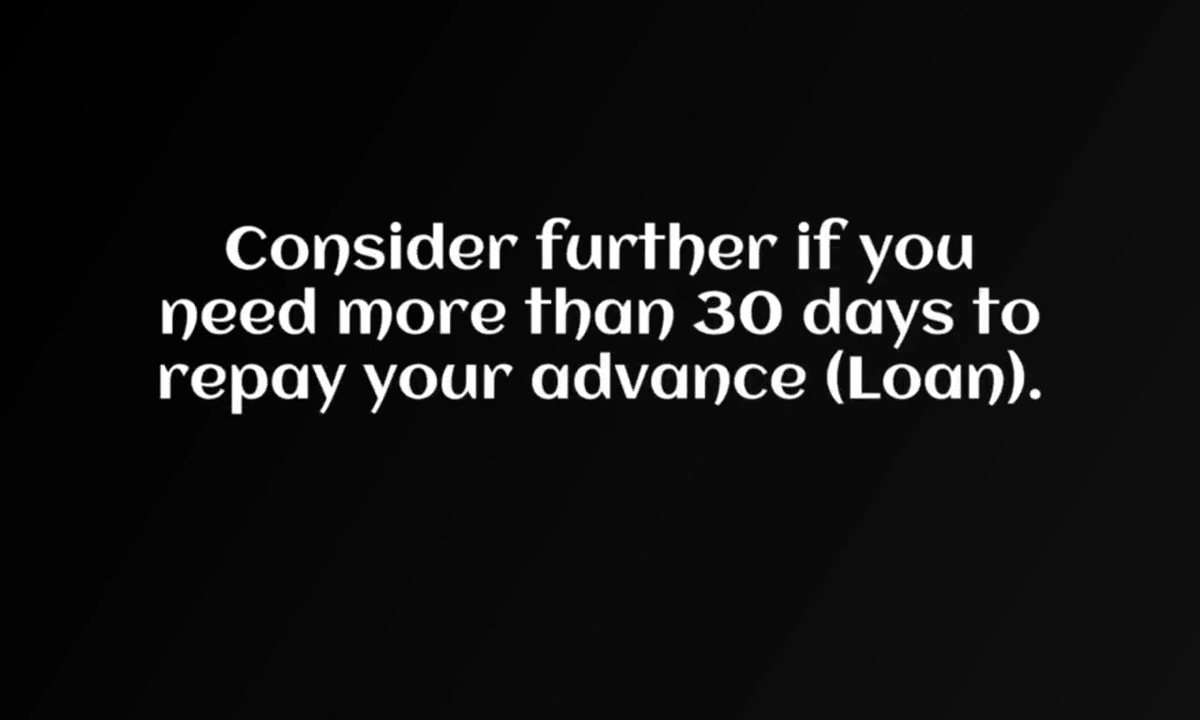 Consider further if you
need more than 30 days to
repay your advance (Loan).